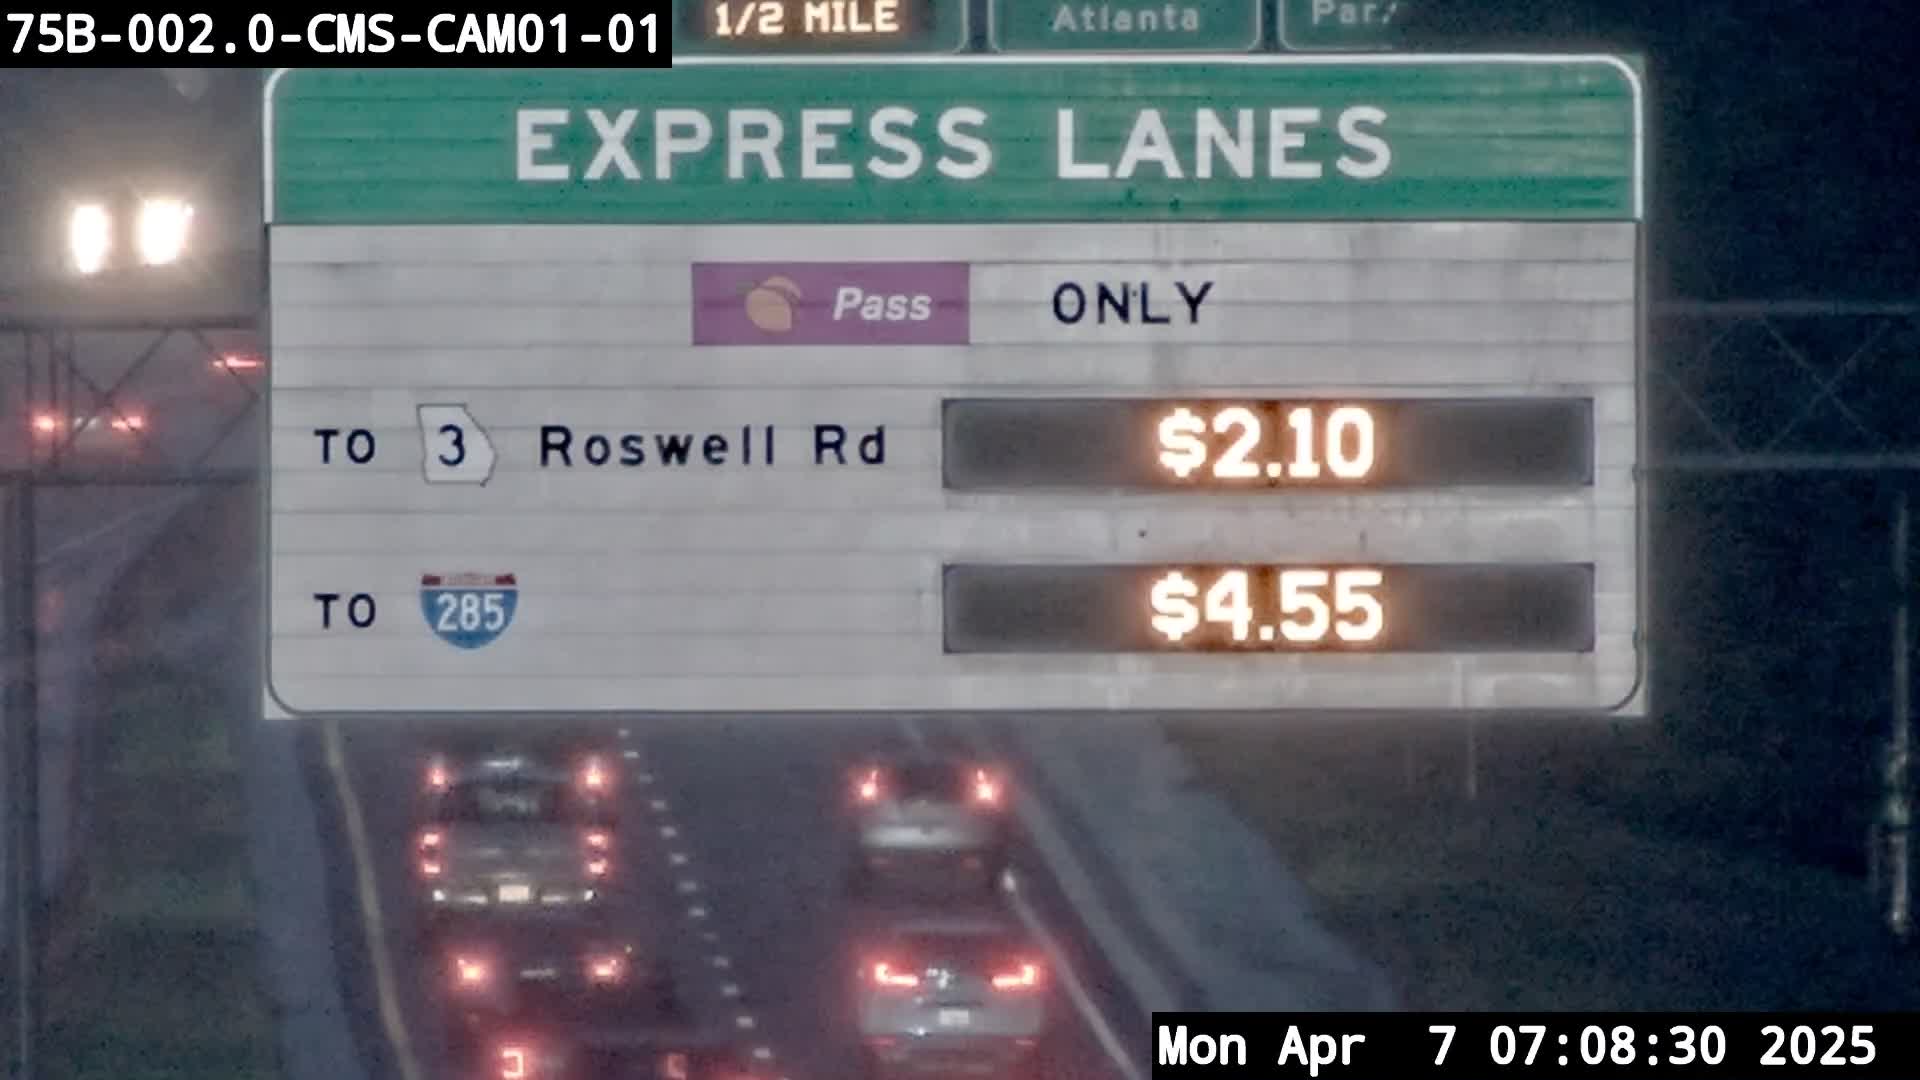 75B-002.0-CMS-CAM01-01
1/2 MILE
Atlanta
EXPRESS LANES
Pass ONLY
TO 3 Roswell Rd $2.10
TO 285 $4.55
Mon Apr 7 07:08:30 2025